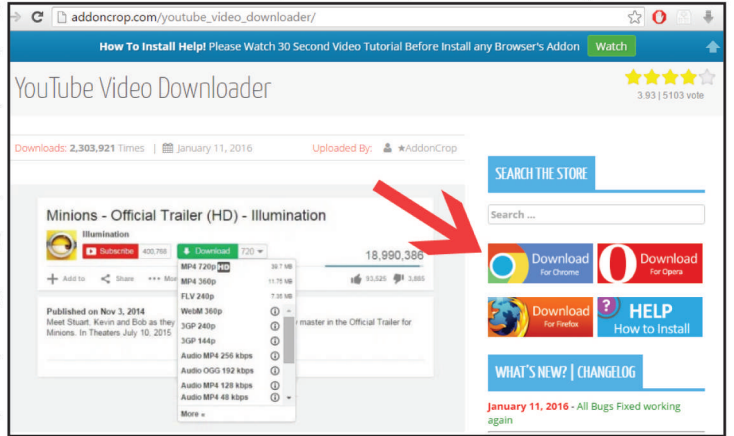 addoncrop.com/youtube_video_downloader/
How To Install Help! Please Watch 30 Second Video Tutorial Before Install any Browser's Addon Watch
YouTube Video Downloader
3.93 | 5103 vote
Downloads: 2,303,921 Times | January 11, 2016 Uploaded By: ★AddonCrop
SEARCH THE STORE
Search ...
Minions - Official Trailer (HD) - Illumination
Illumination
Subscribe 400,768 Download 720
18,990,386
Add to Share ••• Mor
33,525 3,885
MP4 720p HD 39.7 MB
MP4 360p 11.75 MB
FLV 240p 7.35 MB
WebM 360p
3GP 240p
3GP 144p
Audio MP4 256 kbps
Audio OGG 192 kbps
Audio MP4 128 kbps
Audio MP4 48 kbps
More
Published on Nov 3, 2014
Meet Stuart, Kevin and Bob as they master in the Official Trailer for
Minions. In Theaters July 10, 2015
Download
For Chrome
Download
For Opera
Download
For Firefox
? HELP
How to Install
WHAT'S NEW? | CHANGELOG
January 11, 2016 - All Bugs Fixed working
again